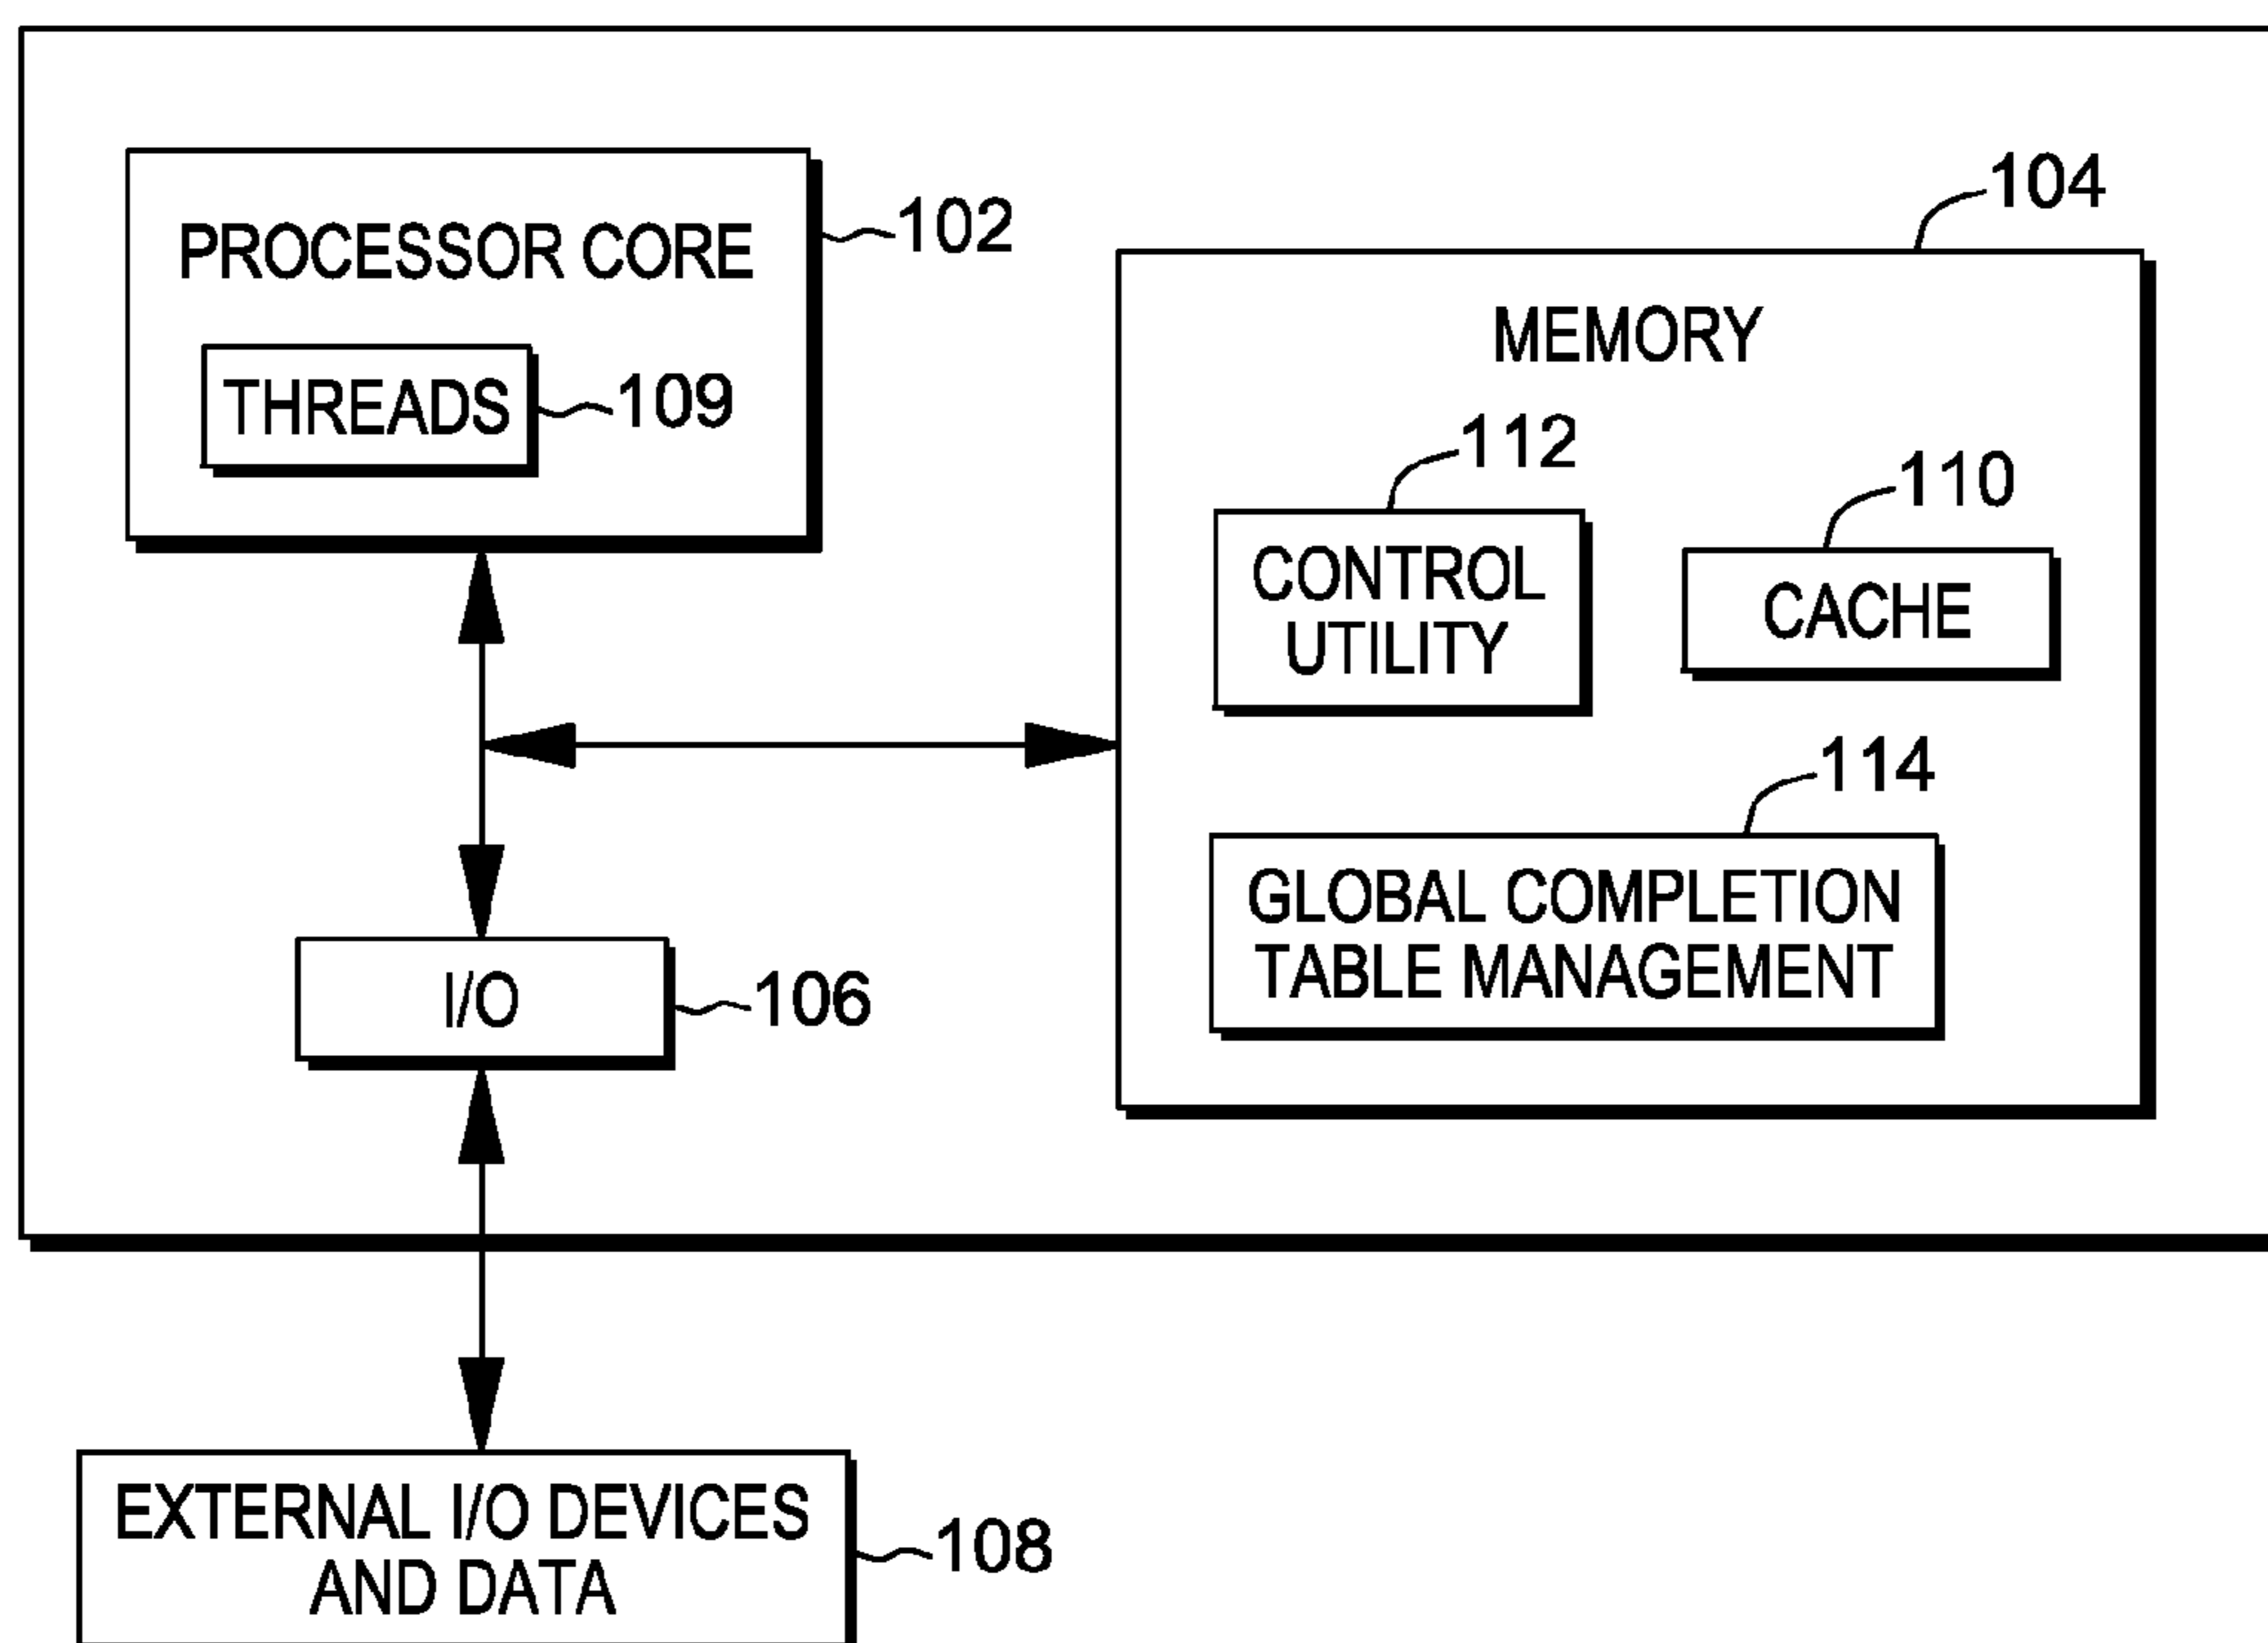 PROCESSOR CORE
102
THREADS
109
104
MEMORY
112
CONTROL
UTILITY
110
CACHE
114
GLOBAL COMPLETION
TABLE MANAGEMENT
I/O
106
EXTERNAL I/O DEVICES
AND DATA
108